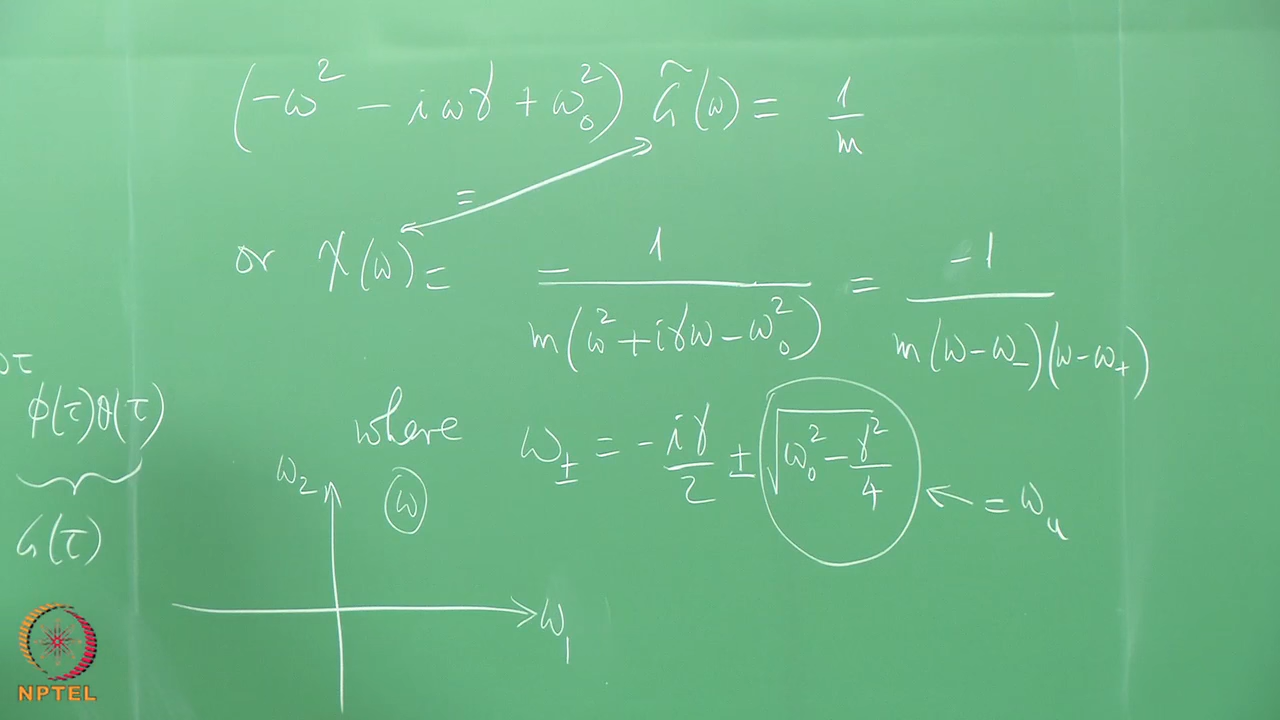 (-ω² - iωγ + ω₀²) G̃(ω) = 1/m
=
or χ(ω) = - 1/(m(ω² + iγω - ω₀²)) = -1/(m(ω-ω₋)(ω-ω₊))
where ω± = -iγ/2 ± √(ω₀² - γ²/4) ← = ωᵤ
ϕ(τ)θ(τ)
G(τ)
ω₂
ω
ω₁
NPTEL